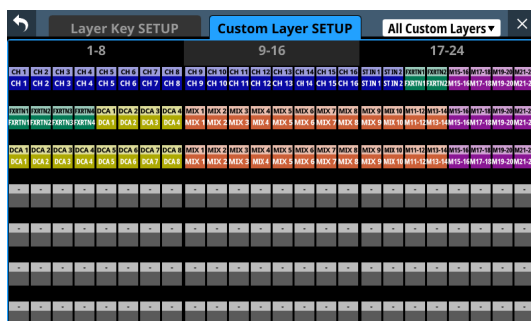 Layer Key SETUP Custom Layer SETUP All Custom Layers ▾ ×
1-8 9-16 17-24
CH 1 CH 2 CH 3 CH 4 CH 5 CH 6 CH 7 CH 8 CH 9 CH 10 CH 11 CH 12 CH 13 CH 14 CH 15 CH 16 ST IN 1 ST IN 2 FXRTN1 FXRTN2 M15-16 M17-18 M19-20 M21-2
CH 1 CH 2 CH 3 CH 4 CH 5 CH 6 CH 7 CH 8 CH 9 CH 10 CH 11 CH 12 CH 13 CH 14 CH 15 CH 16 ST IN 1 ST IN 2 FXRTN1 FXRTN2 M15-16 M17-18 M19-20 M21-2
FXRTN1 FXRTN2 FXRTN3 FXRTN4 DCA 1 DCA 2 DCA 3 DCA 4 MIX 1 MIX 2 MIX 3 MIX 4 MIX 5 MIX 6 MIX 7 MIX 8 MIX 9 MIX 10 M11-12 M13-14 M15-16 M17-18 M19-20 M21-2
FXRTN1 FXRTN2 FXRTN3 FXRTN4 DCA 1 DCA 2 DCA 3 DCA 4 MIX 1 MIX 2 MIX 3 MIX 4 MIX 5 MIX 6 MIX 7 MIX 8 MIX 9 MIX 10 M11-12 M13-14 M15-16 M17-18 M19-20 M21-2
DCA 1 DCA 2 DCA 3 DCA 4 DCA 5 DCA 6 DCA 7 DCA 8 MIX 1 MIX 2 MIX 3 MIX 4 MIX 5 MIX 6 MIX 7 MIX 8 MIX 9 MIX 10 M11-12 M13-14 M15-16 M17-18 M19-20 M21-2
DCA 1 DCA 2 DCA 3 DCA 4 DCA 5 DCA 6 DCA 7 DCA 8 MIX 1 MIX 2 MIX 3 MIX 4 MIX 5 MIX 6 MIX 7 MIX 8 MIX 9 MIX 10 M11-12 M13-14 M15-16 M17-18 M19-20 M21-2
- - - - - - - - - - - - - - - - - - - - - - - -
- - - - - - - - - - - - - - - - - - - - - - - -
- - - - - - - - - - - - - - - - - - - - - - - -
- - - - - - - - - - - - - - - - - - - - - - - -